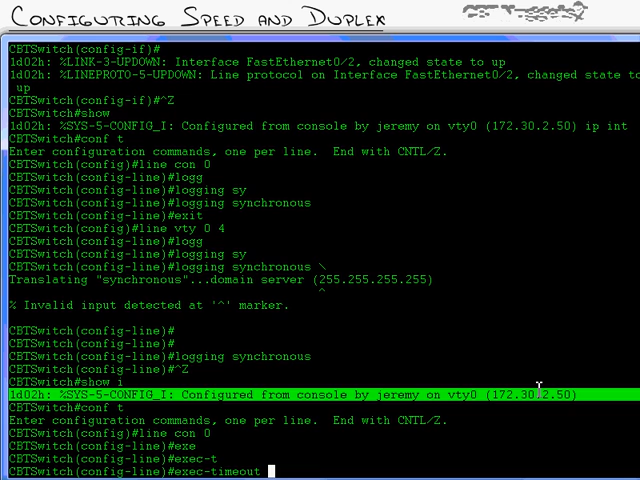 Configuring Speed and Duplex
CBTSwitch(config-if)#
1d02h: %LINK-3-UPDOWN: Interface FastEthernet0/2, changed state to up
1d02h: %LINEPROTO-5-UPDOWN: Line protocol on Interface FastEthernet0/2, changed state to
up
CBTSwitch(config-if)#^Z
CBTSwitch#show
1d02h: %SYS-5-CONFIG_I: Configured from console by jeremy on vty0 (172.30.2.50) ip int
CBTSwitch#conf t
Enter configuration commands, one per line.  End with CNTL/Z.
CBTSwitch(config)#line con 0
CBTSwitch(config-line)#logg
CBTSwitch(config-line)#logging sy
CBTSwitch(config-line)#logging synchronous
CBTSwitch(config-line)#exit
CBTSwitch(config)#line vty 0 4
CBTSwitch(config-line)#logg
CBTSwitch(config-line)#logging sy
CBTSwitch(config-line)#logging synchronous \
Translating "synchronous"...domain server (255.255.255.255)
^
% Invalid input detected at '^' marker.
CBTSwitch(config-line)#
CBTSwitch(config-line)#
CBTSwitch(config-line)#logging synchronous
CBTSwitch(config-line)#^Z
CBTSwitch#show i
1d02h: %SYS-5-CONFIG_I: Configured from console by jeremy on vty0 (172.30.2.50)
CBTSwitch#conf t
Enter configuration commands, one per line.  End with CNTL/Z.
CBTSwitch(config)#line con 0
CBTSwitch(config-line)#exe
CBTSwitch(config-line)#exec-t
CBTSwitch(config-line)#exec-timeout